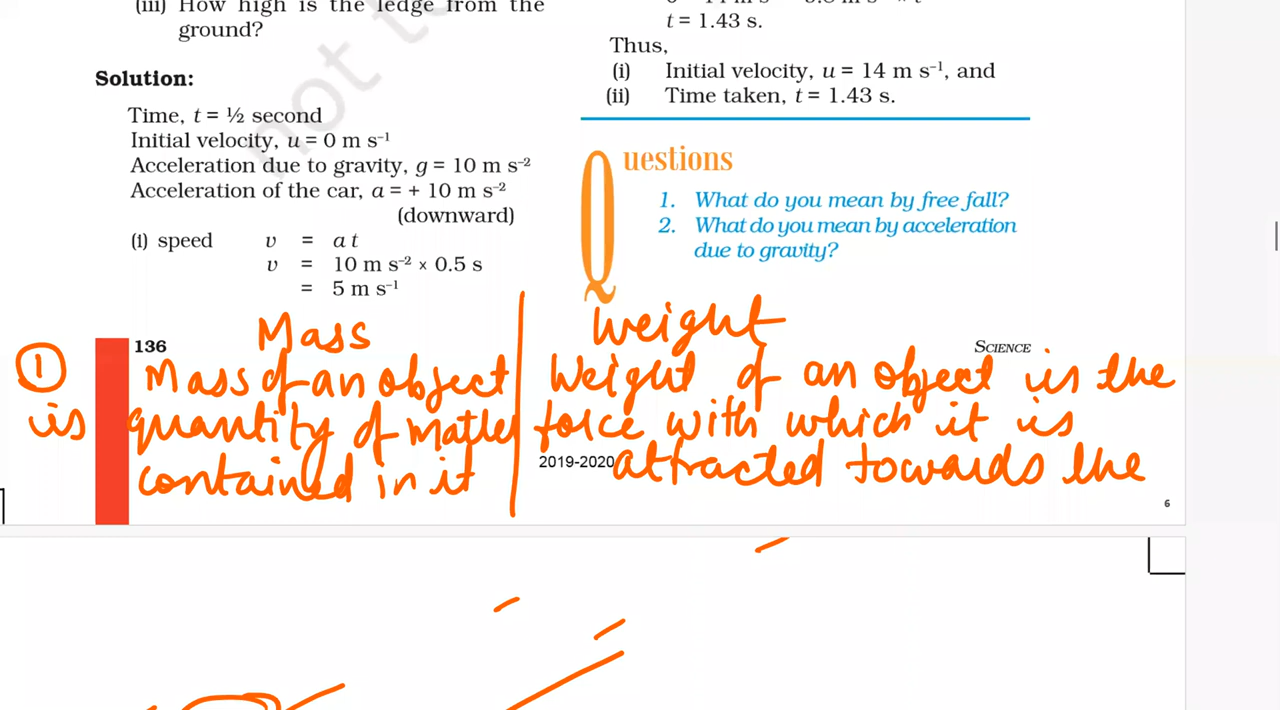 (iii) How high is the ledge from the
ground?
Solution:
Time, t = ½ second
Initial velocity, u = 0 m s⁻¹
Acceleration due to gravity, g = 10 m s⁻²
Acceleration of the car, a = + 10 m s⁻²
(downward)
(i) speed v = a t
v = 10 m s⁻² × 0.5 s
= 5 m s⁻¹
t = 1.43 s.
Thus,
(i) Initial velocity, u = 14 m s⁻¹, and
(ii) Time taken, t = 1.43 s.
Questions
1. What do you mean by free fall?
2. What do you mean by acceleration
due to gravity?
136
SCIENCE
Mass Weight
① Mass of an object
is quantity of matter
contained in it
Weight of an object is the
force with which it is
attracted towards the
2019-2020
6
not t